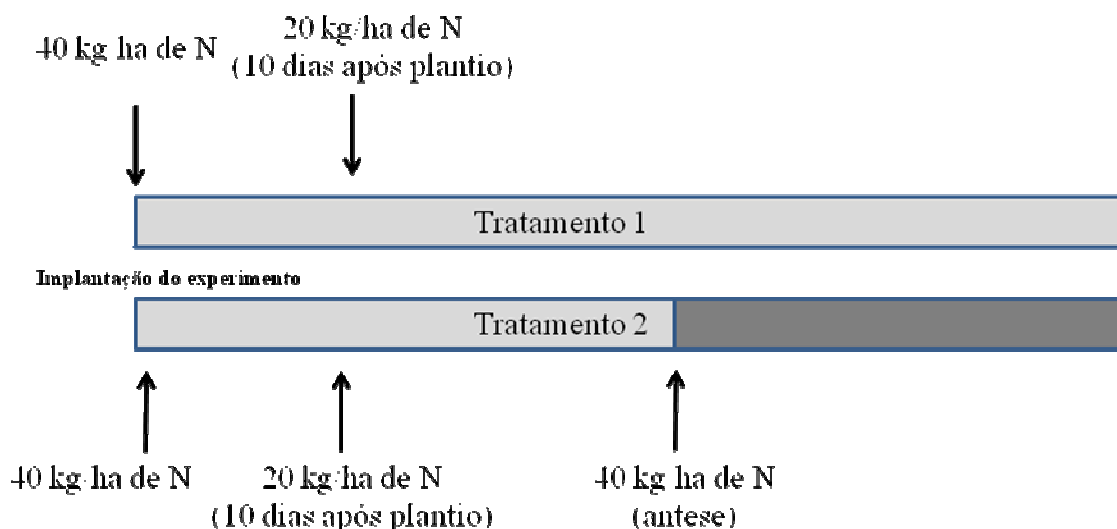 40 kg ha de N
20 kg/ha de N
(10 dias após plantio)
Tratamento 1
Implantação do experimento
Tratamento 2
40 kg ha de N
20 kg/ha de N
(10 dias após plantio)
40 kg ha de N
(antese)